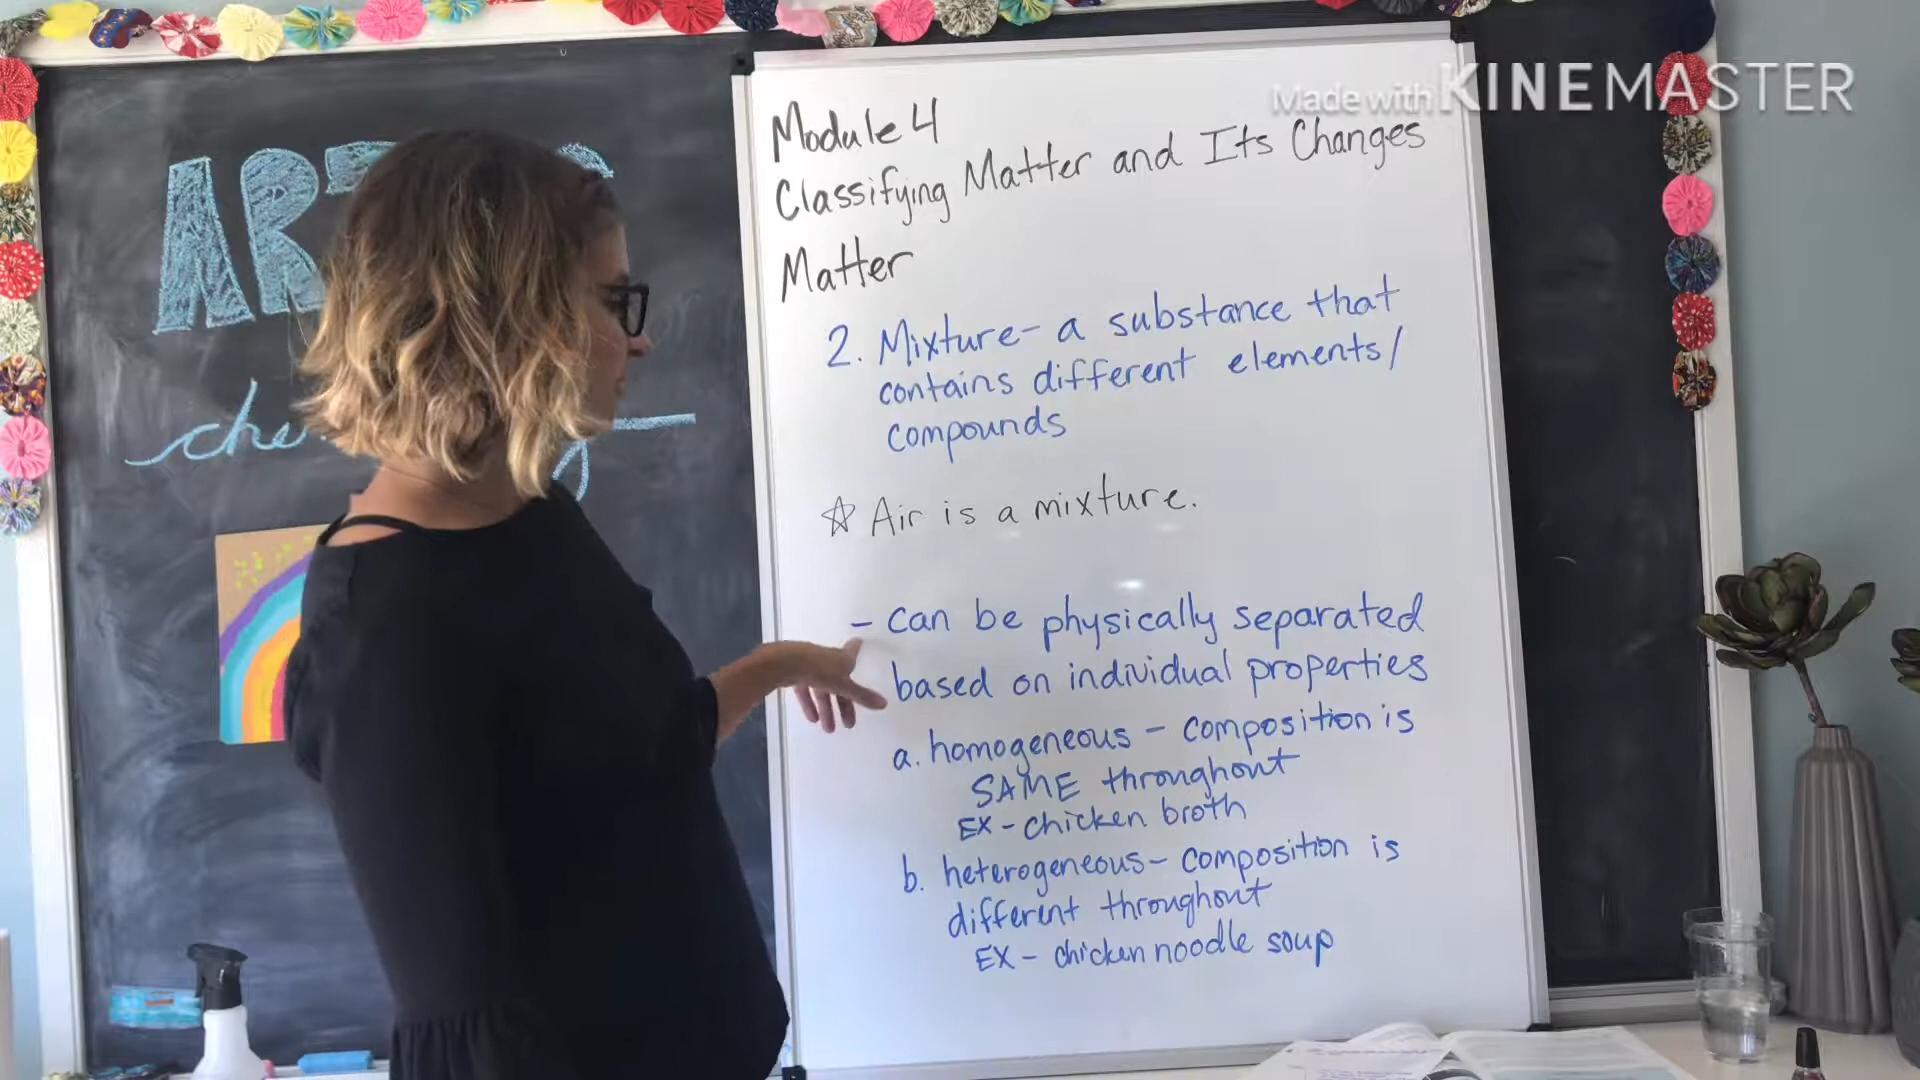 Made with KINEMASTER
Module 4
Classifying Matter and Its Changes
Matter
2. Mixture - a substance that
contains different elements/
compounds
☆ Air is a mixture.
- can be physically separated
based on individual properties
a. homogeneous - composition is
SAME throughout
EX - chicken broth
b. heterogeneous - composition is
different throughout
EX - chicken noodle soup